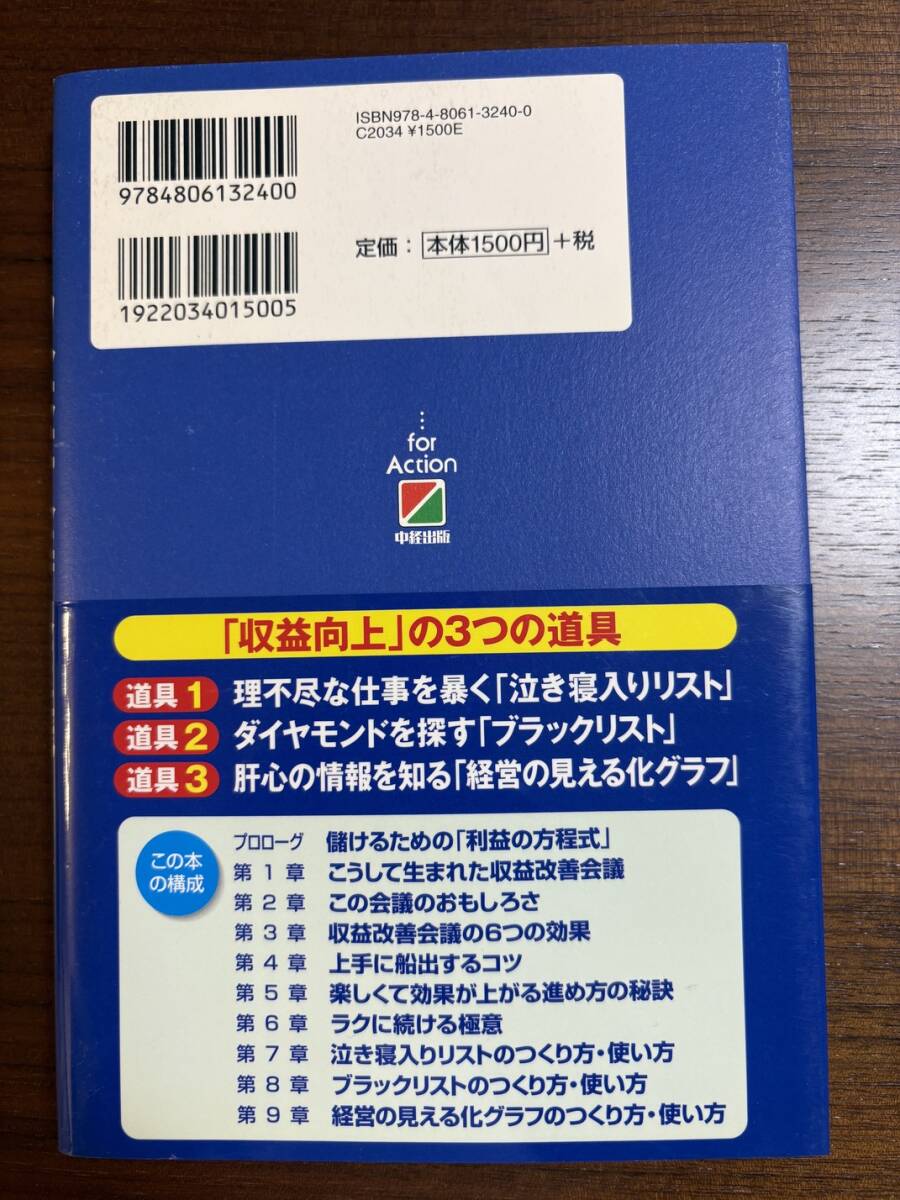 ISBN978-4-8061-3240-0
C2034 ¥1500E
9784806132400
定価：本体1500円+税
1922034015005
…for
Action
中経出版
「収益向上」の3つの道具
道具1 理不尽な仕事を暴く「泣き寝入りリスト」
道具2 ダイヤモンドを探す「ブラックリスト」
道具3 肝心の情報を知る「経営の見える化グラフ」
この本
の構成
プロローグ 儲けるための「利益の方程式」
第1章 こうして生まれた収益改善会議
第2章 この会議のおもしろさ
第3章 収益改善会議の6つの効果
第4章 上手に船出するコツ
第5章 楽しくて効果が上がる進め方の秘訣
第6章 ラクに続ける極意
第7章 泣き寝入りリストのつくり方・使い方
第8章 ブラックリストのつくり方・使い方
第9章 経営の見える化グラフのつくり方・使い方